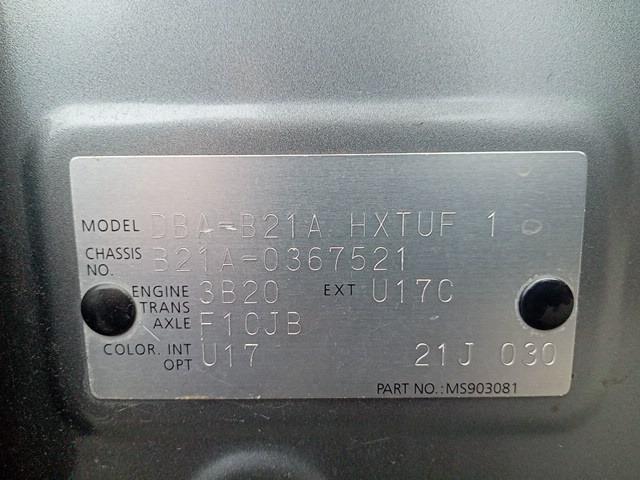 MODEL DBA-B21A HXTUF 1
CHASSIS NO. B21A-0367521
ENGINE 3B20 EXT U17C
TRANS AXLE F1CJB
COLOR. INT U17
OPT 21J 030
PART NO.:MS903081